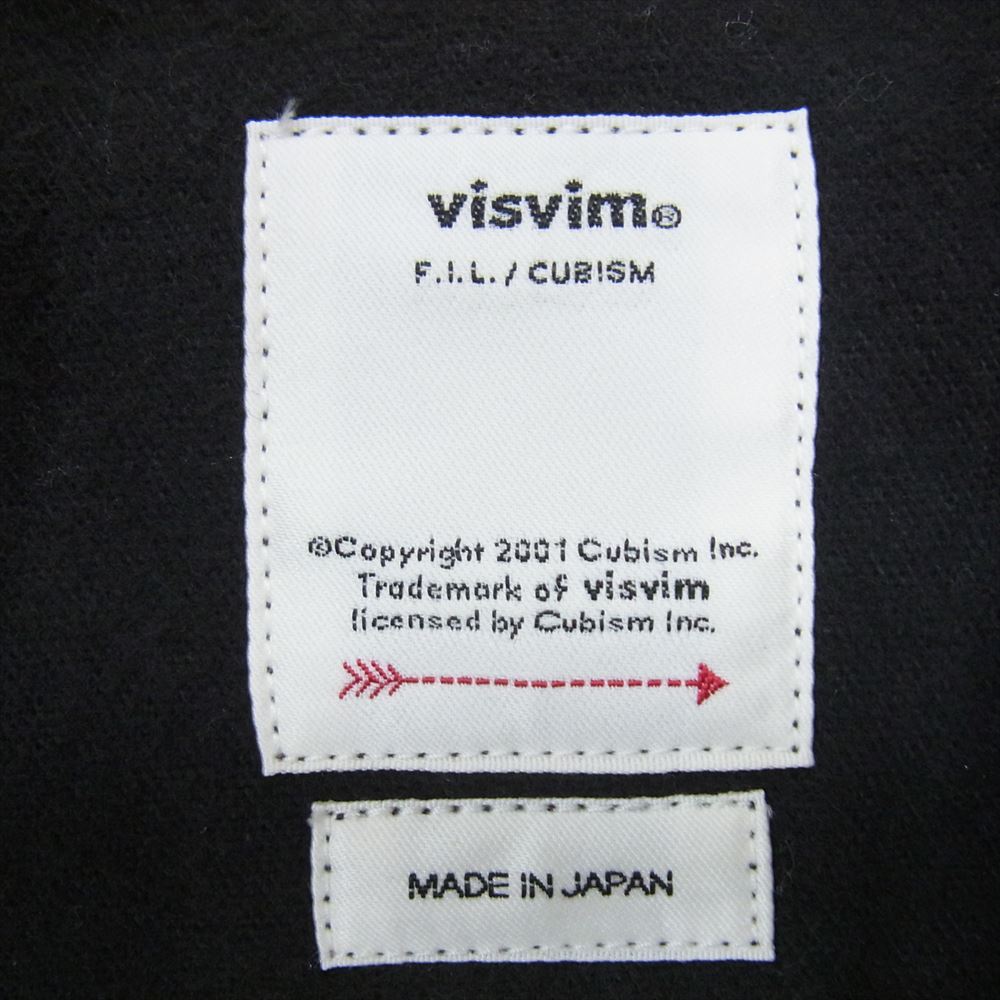 visvim®
F.I.L. / CUBISM
©Copyright 2001 Cubism Inc.
Trademark of visvim
licensed by Cubism Inc.
MADE IN JAPAN